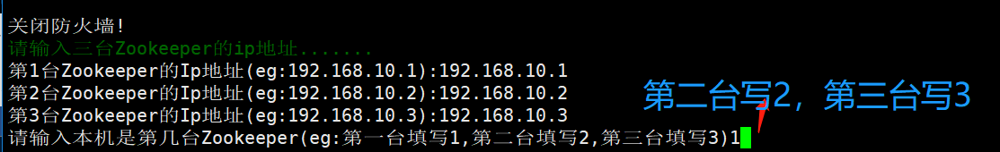 关闭防火墙!
请输入三台Zookeeper的ip地址.......
第1台Zookeeper的Ip地址(eg:192.168.10.1):192.168.10.1
第2台Zookeeper的Ip地址(eg:192.168.10.2):192.168.10.2
第3台Zookeeper的Ip地址(eg:192.168.10.3):192.168.10.3
第二台写2，第三台写3
请输入本机是第几台Zookeeper(eg:第一台填写1,第二台填写2,第三台填写3)1